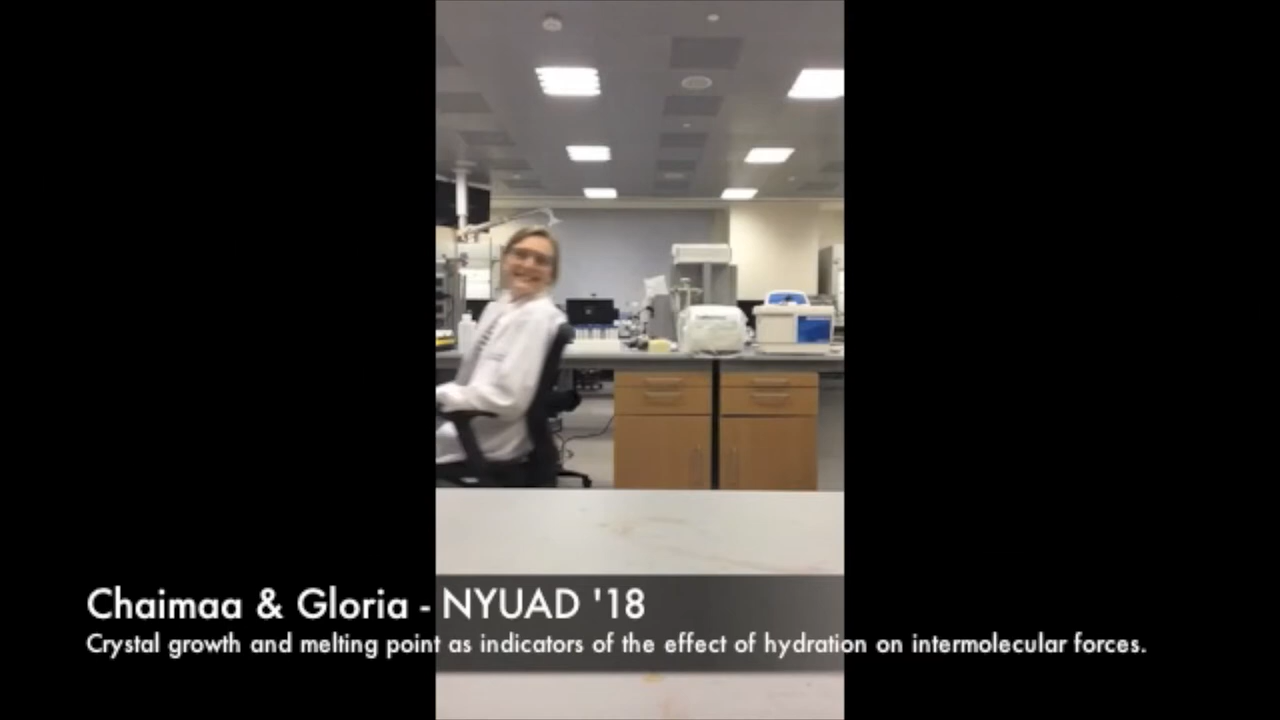 Chaimaa & Gloria - NYUAD '18
Crystal growth and melting point as indicators of the effect of hydration on intermolecular forces.